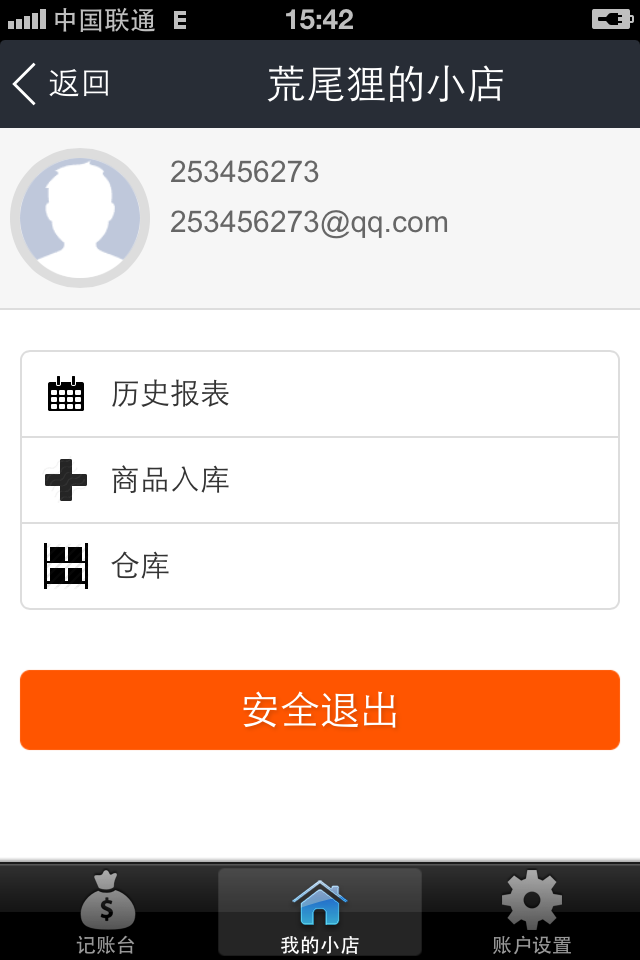 中国联通 E 15:42
返回 荒尾狸的小店
253456273
253456273@qq.com
历史报表
商品入库
仓库
安全退出
$
记账台 我的小店 账户设置